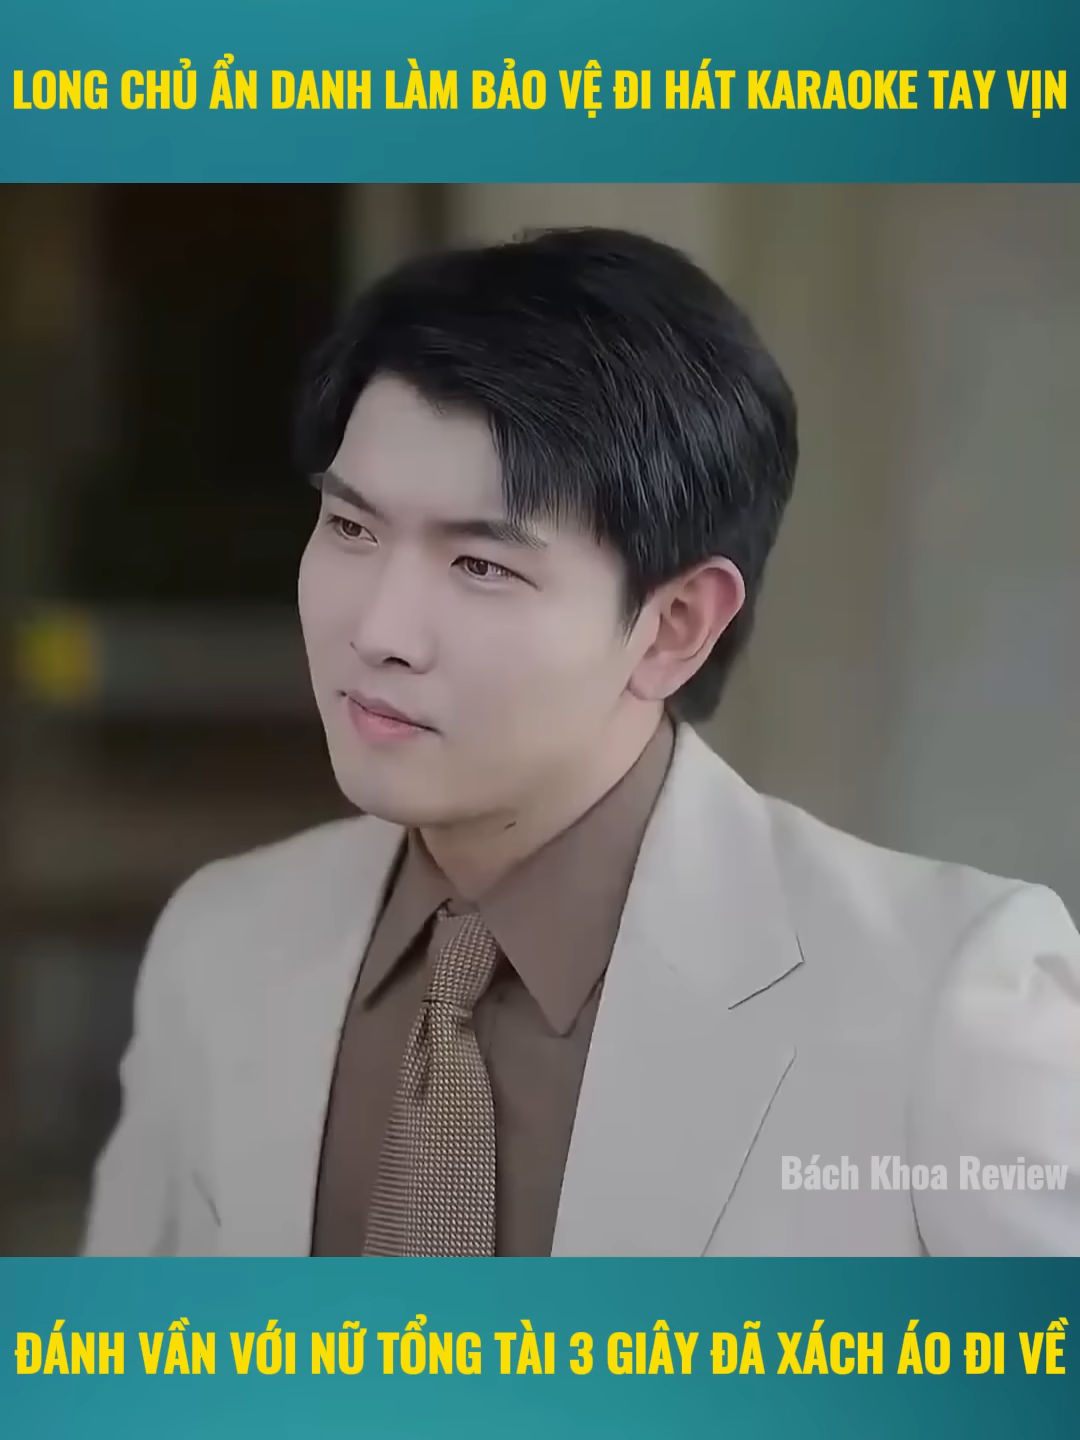 LONG CHỦ ẨN DANH LÀM BẢO VỆ ĐI HÁT KARAOKE TAY VỊN
Bách Khoa Review
ĐÁNH VẦN VỚI NỮ TỔNG TÀI 3 GIÂY ĐÃ XÁCH ÁO ĐI VỀ